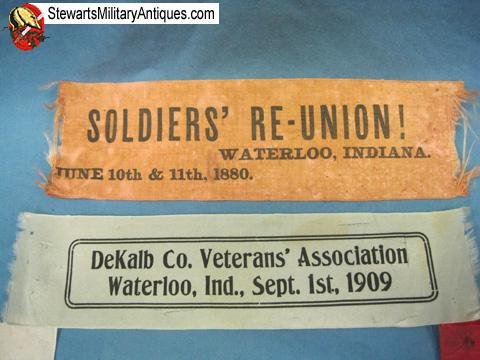 StewartsMilitaryAntiques.com
SOLDIERS' RE-UNION!
WATERLOO, INDIANA.
JUNE 10th & 11th, 1880.
DeKalb Co. Veterans' Association
Waterloo, Ind., Sept. 1st, 1909